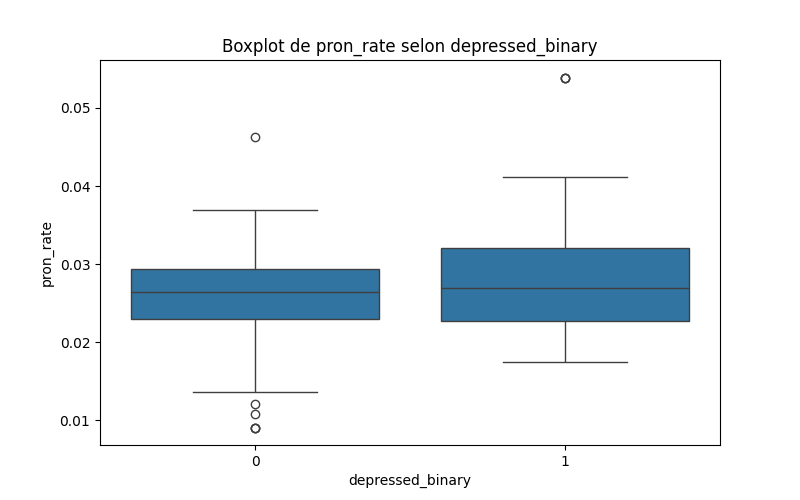 Boxplot de pron_rate selon depressed_binary
0.05
0.04
0.03
0.02
0.01
pron_rate
0 1
depressed_binary